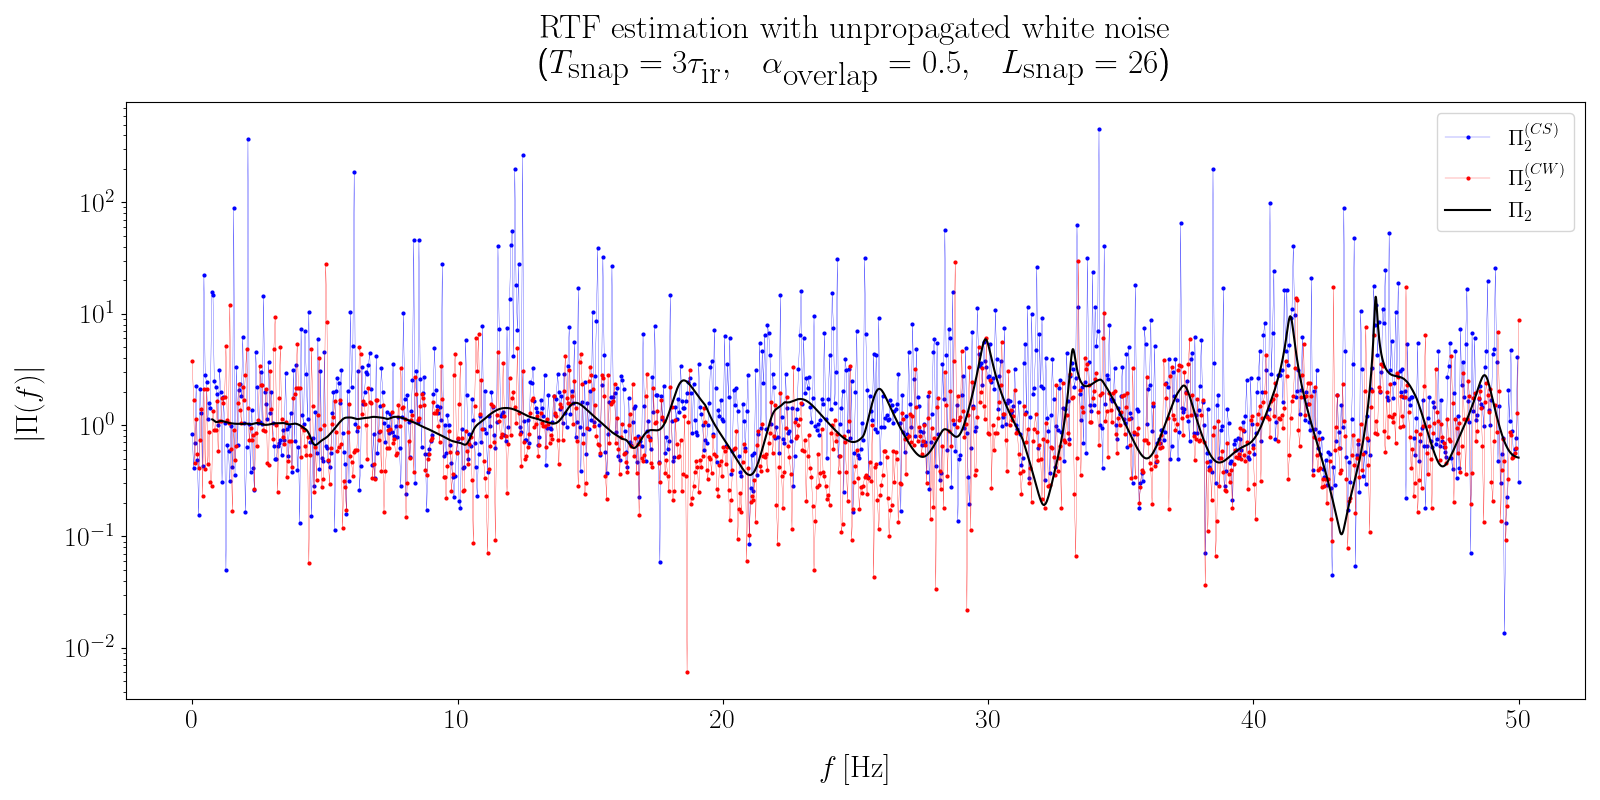 RTF estimation with unpropagated white noise
(T_snap = 3τ_ir, α_overlap = 0.5, L_snap = 26)
Π_2^(CS)
Π_2^(CW)
Π_2
|Π(f)|
10^2
10^1
10^0
10^−1
10^−2
0 10 20 30 40 50
f [Hz]